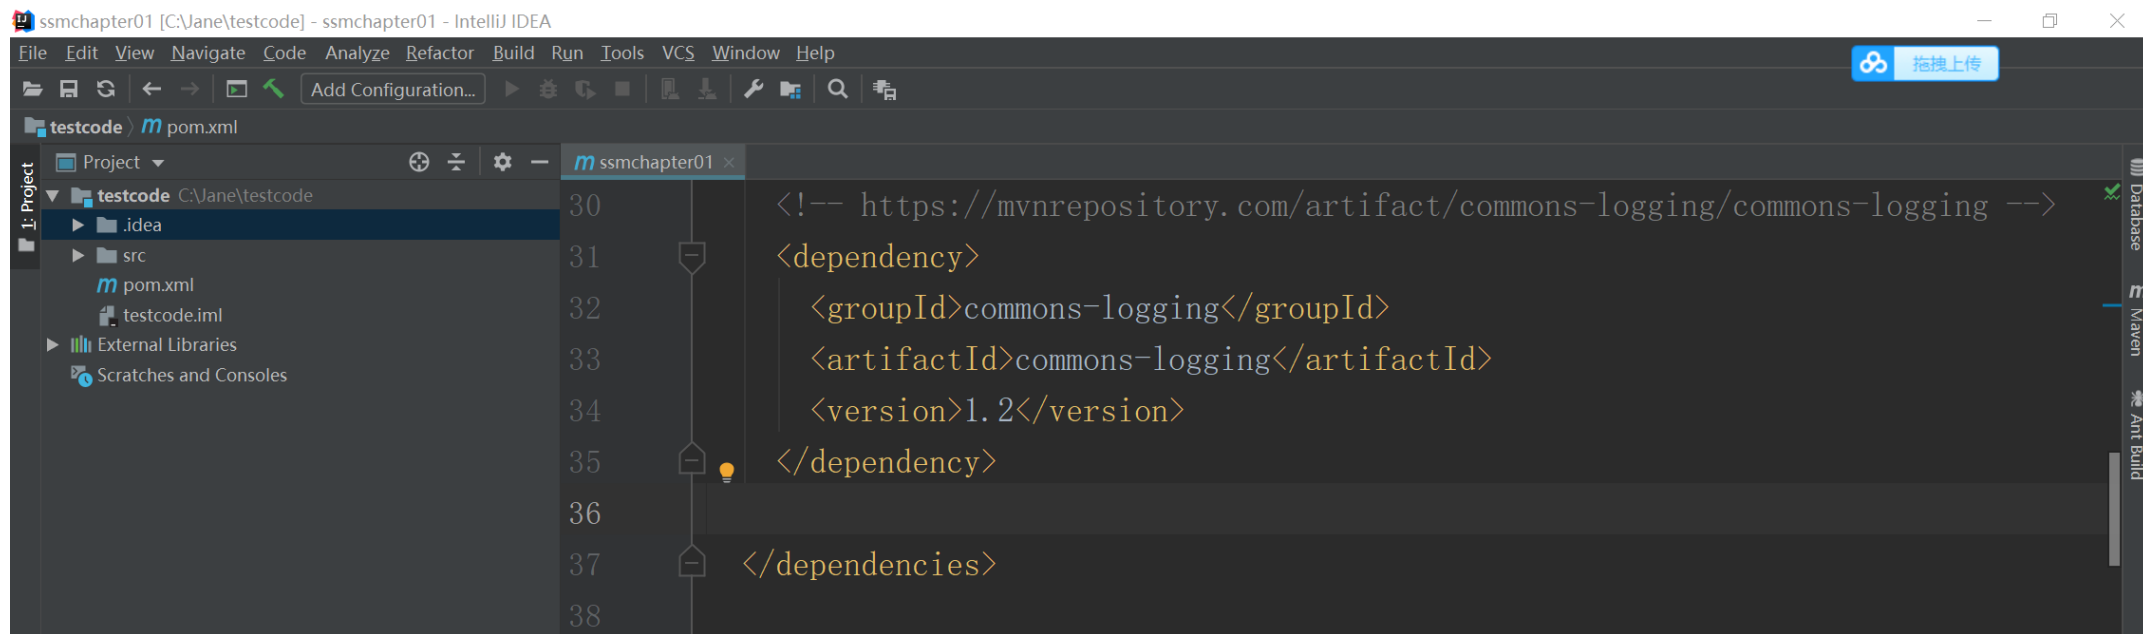 ssmchapter01 [C:\Jane\testcode] - ssmchapter01 - IntelliJ IDEA
File Edit View Navigate Code Analyze Refactor Build Run Tools VCS Window Help
拖拽上传
Add Configuration...
testcode pom.xml
Project
ssmchapter01
1: Project
testcode C:\Jane\testcode
.idea
src
pom.xml
testcode.iml
External Libraries
Scratches and Consoles
30 <!-- https://mvnrepository.com/artifact/commons-logging/commons-logging -->
31 <dependency>
32 <groupId>commons-logging</groupId>
33 <artifactId>commons-logging</artifactId>
34 <version>1.2</version>
35 </dependency>
36
37 </dependencies>
38
Database
Maven
Ant Build